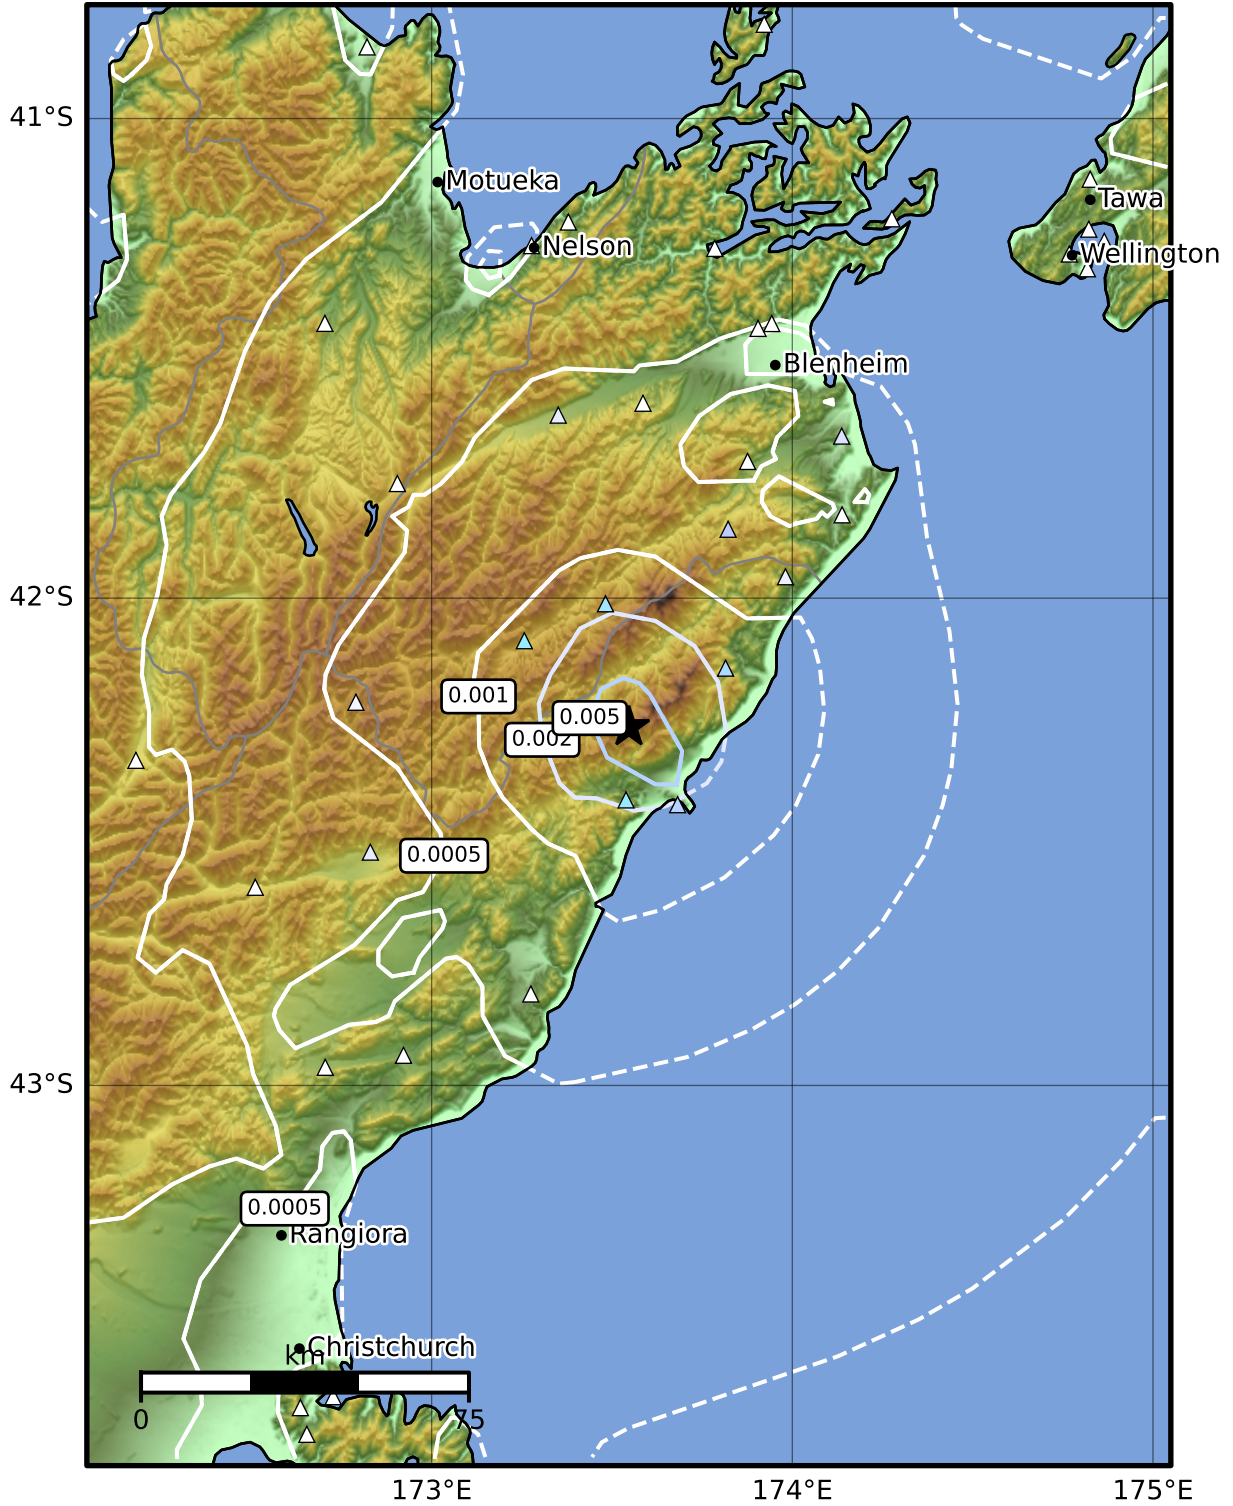 41°S
Motueka
Tawa
Nelson
Wellington
Blenheim
42°S
0.001
0.005
0.002
0.0005
43°S
0.0005
Rangiora
Christchurch
km
0
75
173°E
174°E
175°E